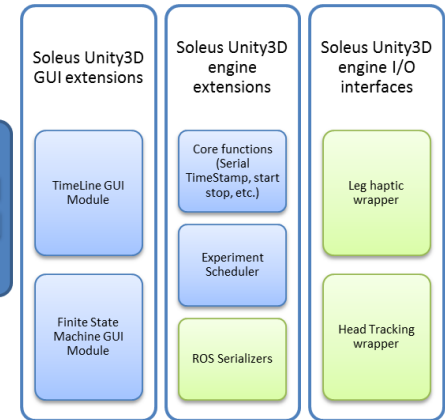 Soleus Unity3D
GUI extensions
TimeLine GUI
Module
Finite State
Machine GUI
Module
Soleus Unity3D
engine
extensions
Core functions
(Serial
TimeStamp, start
stop, etc.)
Experiment
Scheduler
ROS Serializers
Soleus Unity3D
engine I/O
interfaces
Leg haptic
wrapper
Head Tracking
wrapper